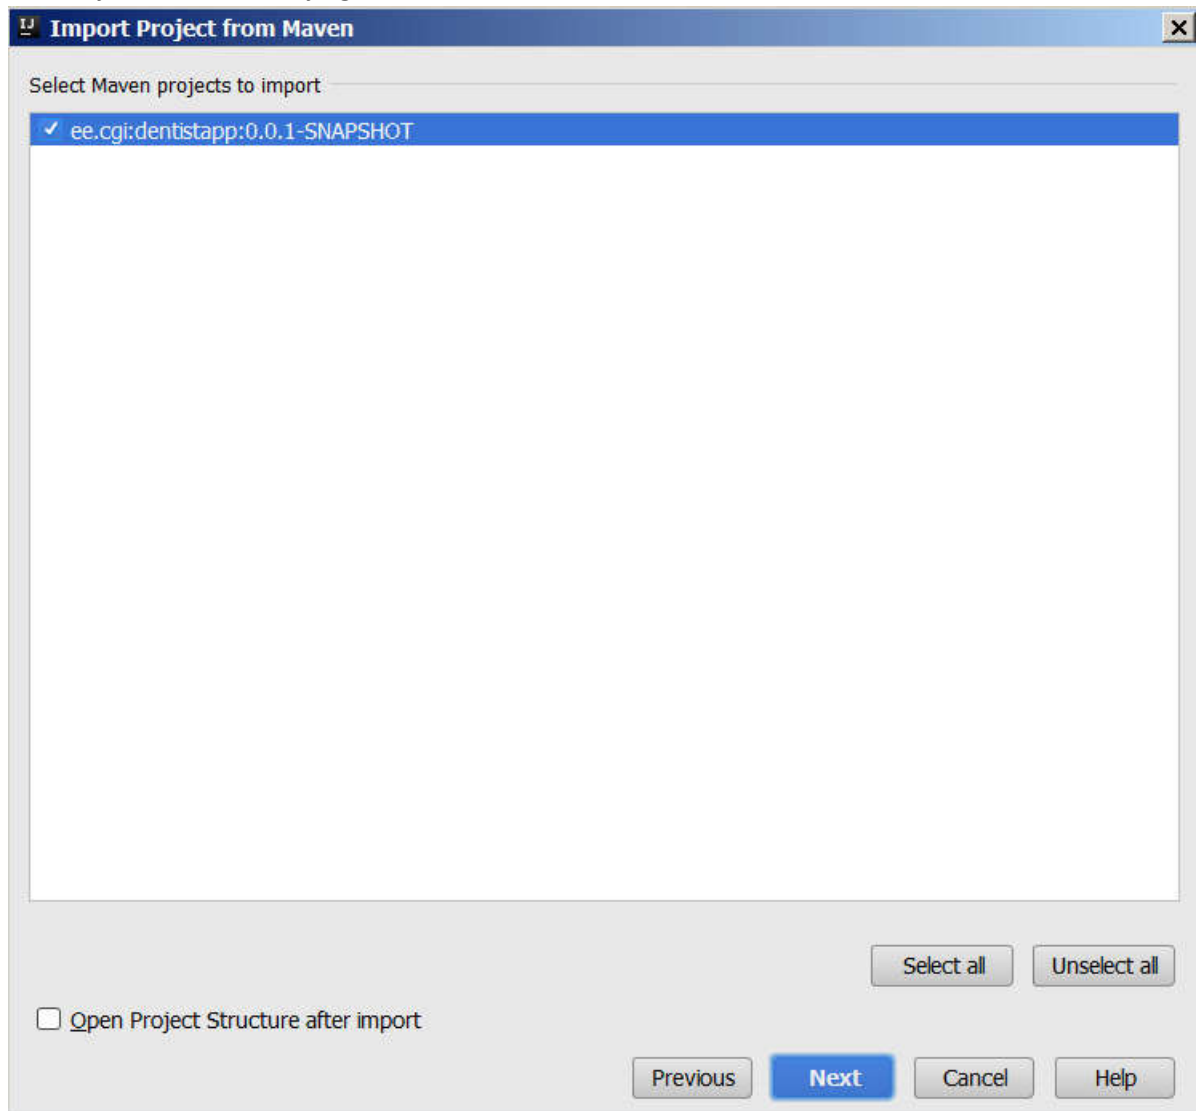 Import Project from Maven
Select Maven projects to import
ee.cgi:dentistapp:0.0.1-SNAPSHOT
Select all Unselect all
Open Project Structure after import
Previous Next Cancel Help